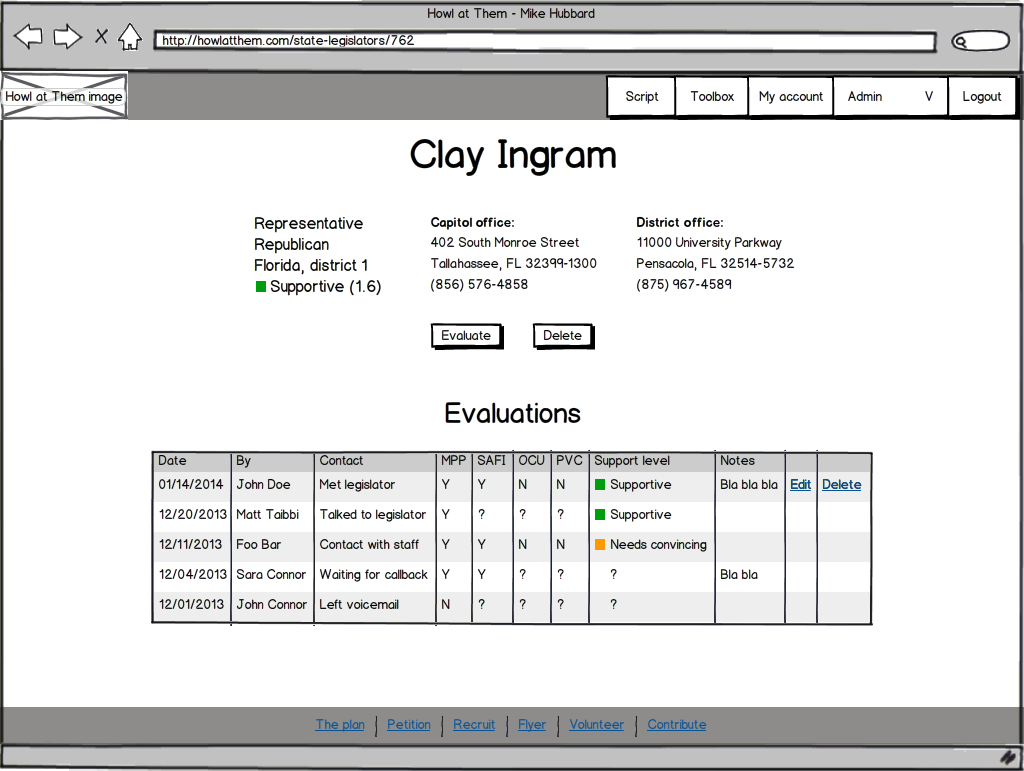 Howl at Them - Mike Hubbard
http://howlatthem.com/state-legislators/762
Howl at Them image
Script Toolbox My account Admin V Logout
Clay Ingram
Representative
Republican
Florida, district 1
Supportive (1.6)
Capitol office:
402 South Monroe Street
Tallahassee, FL 32399-1300
(856) 576-4858
District office:
11000 University Parkway
Pensacola, FL 32514-5732
(875) 967-4589
Evaluate Delete
Evaluations
Date By Contact MPP SAFI OCU PVC Support level Notes
01/14/2014 John Doe Met legislator Y Y N N Supportive Bla bla bla Edit Delete
12/20/2013 Matt Taibbi Talked to legislator Y ? ? ? Supportive
12/11/2013 Foo Bar Contact with staff Y Y N N Needs convincing
12/04/2013 Sara Connor Waiting for callback Y Y ? ? ? Bla bla
12/01/2013 John Connor Left voicemail N ? ? ? ?
The plan Petition Recruit Flyer Volunteer Contribute